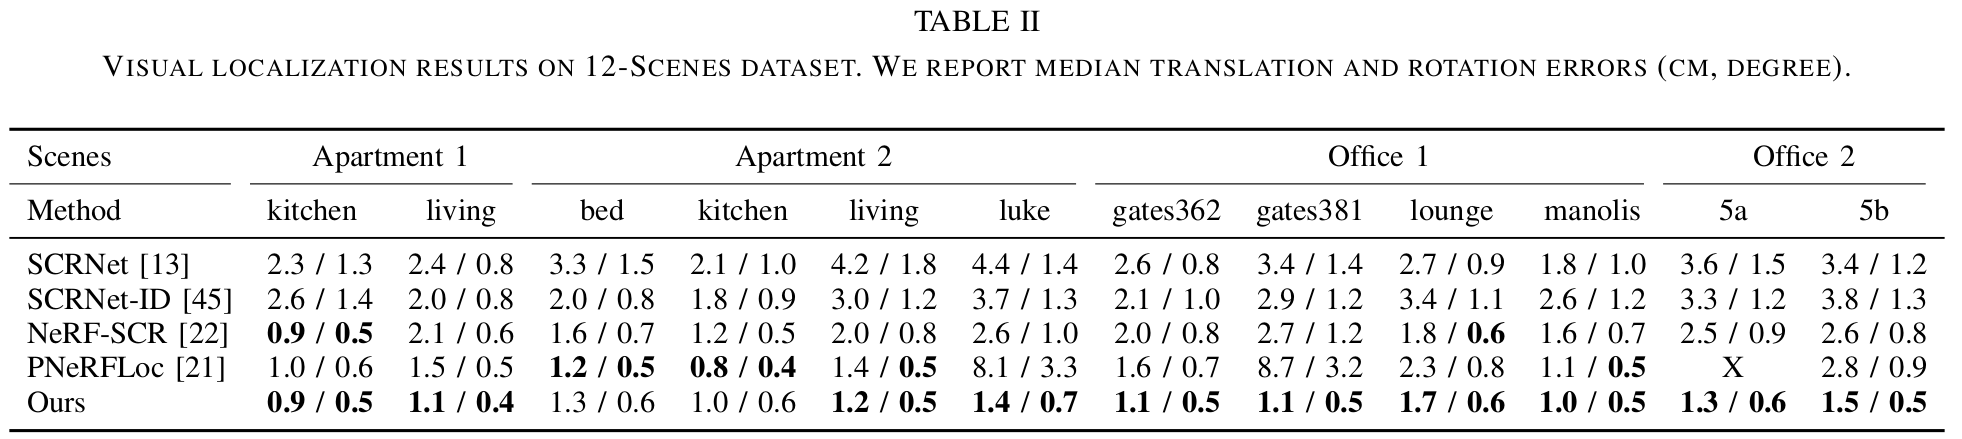 TABLE II
VISUAL LOCALIZATION RESULTS ON 12-SCENES DATASET. WE REPORT MEDIAN TRANSLATION AND ROTATION ERRORS (CM, DEGREE).
Scenes Apartment 1 Apartment 2 Office 1 Office 2
Method kitchen living bed kitchen living luke gates362 gates381 lounge manolis 5a 5b
SCRNet [13] 2.3 / 1.3 2.4 / 0.8 3.3 / 1.5 2.1 / 1.0 4.2 / 1.8 4.4 / 1.4 2.6 / 0.8 3.4 / 1.4 2.7 / 0.9 1.8 / 1.0 3.6 / 1.5 3.4 / 1.2
SCRNet-ID [45] 2.6 / 1.4 2.0 / 0.8 2.0 / 0.8 1.8 / 0.9 3.0 / 1.2 3.7 / 1.3 2.1 / 1.0 2.9 / 1.2 3.4 / 1.1 2.6 / 1.2 3.3 / 1.2 3.8 / 1.3
NeRF-SCR [22] 0.9 / 0.5 2.1 / 0.6 1.6 / 0.7 1.2 / 0.5 2.0 / 0.8 2.6 / 1.0 2.0 / 0.8 2.7 / 1.2 1.8 / 0.6 1.6 / 0.7 2.5 / 0.9 2.6 / 0.8
PNeRFLoc [21] 1.0 / 0.6 1.5 / 0.5 1.2 / 0.5 0.8 / 0.4 1.4 / 0.5 8.1 / 3.3 1.6 / 0.7 8.7 / 3.2 2.3 / 0.8 1.1 / 0.5 X 2.8 / 0.9
Ours 0.9 / 0.5 1.1 / 0.4 1.3 / 0.6 1.0 / 0.6 1.2 / 0.5 1.4 / 0.7 1.1 / 0.5 1.1 / 0.5 1.7 / 0.6 1.0 / 0.5 1.3 / 0.6 1.5 / 0.5